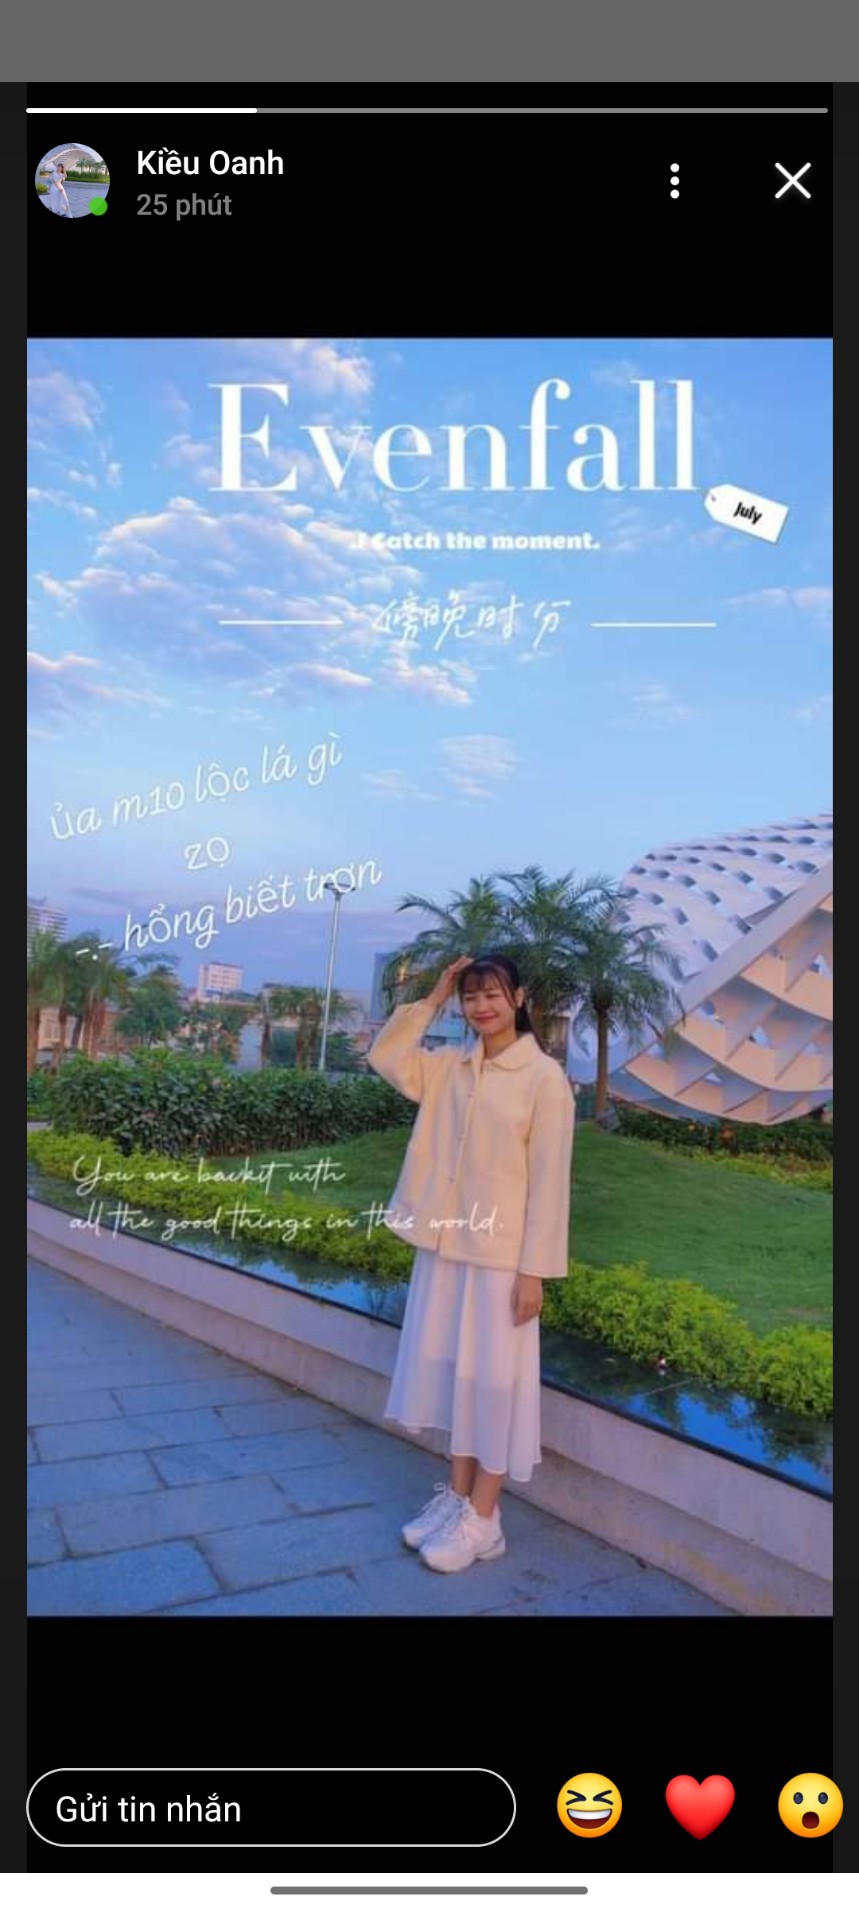 Kiều Oanh
25 phút
Evenfall
July
.I Catch the moment.
傍晚时分
ủa m10 lộc lá gì
zọ
-.- hổng biết trơn
You are backit with
all the good things in this world.
Gửi tin nhắn